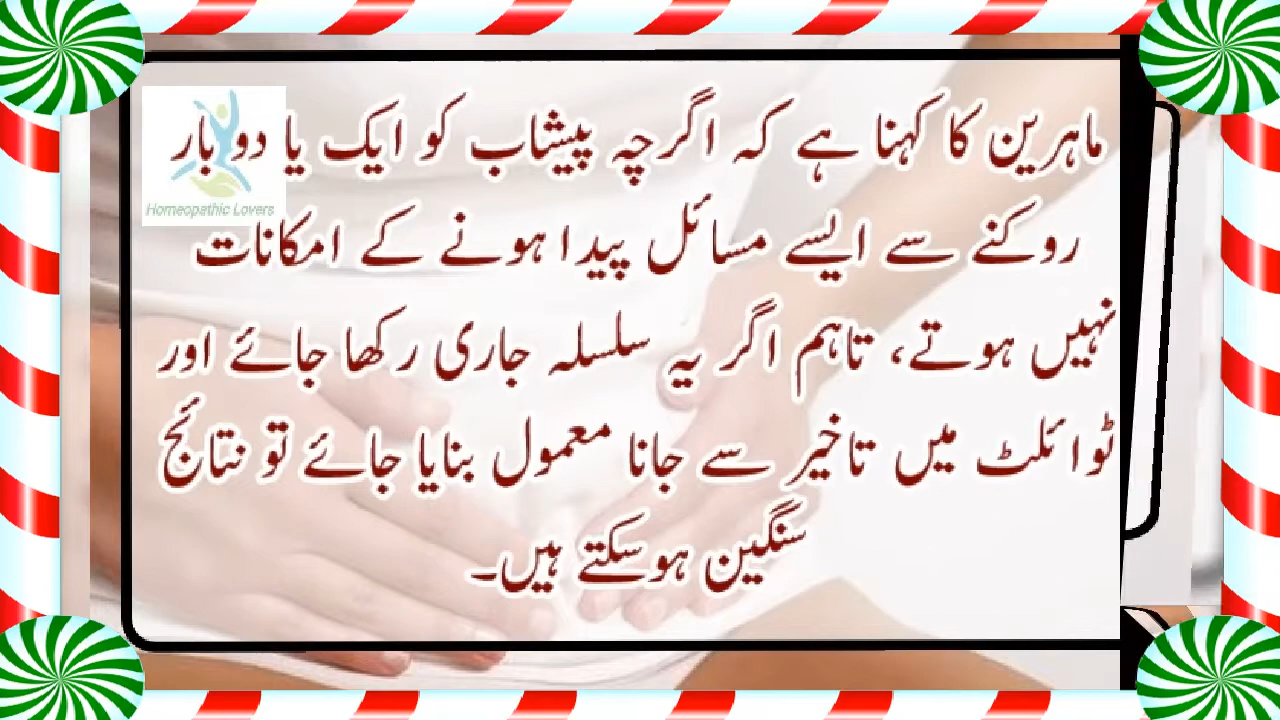 ماہرین کا کہنا ہے کہ اگرچہ پیشاب کو ایک یا دو بار
روکنے سے ایسے مسائل پیدا ہونے کے امکانات
نہیں ہوتے، تاہم اگر یہ سلسلہ جاری رکھا جائے اور
ٹوائلٹ میں تاخیر سے جانا معمول بنایا جائے تو نتائج
سنگین ہوسکتے ہیں۔
Homeopathic Lovers